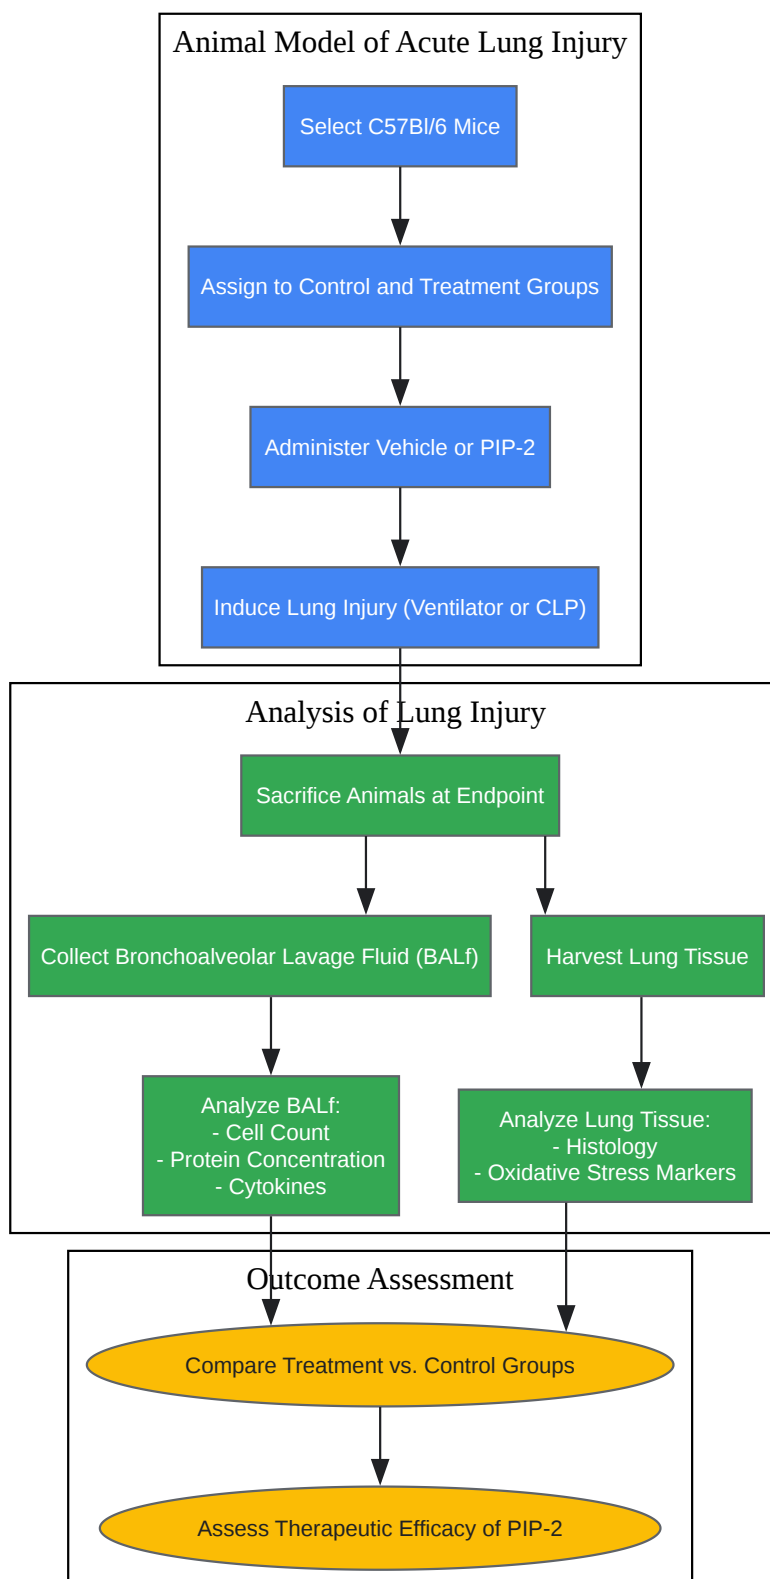 Animal Model of Acute Lung Injury
Select C57Bl/6 Mice
Assign to Control and Treatment Groups
Administer Vehicle or PIP-2
Induce Lung Injury (Ventilator or CLP)
Analysis of Lung Injury
Sacrifice Animals at Endpoint
Collect Bronchoalveolar Lavage Fluid (BALf)
Harvest Lung Tissue
Analyze BALf:
- Cell Count
- Protein Concentration
- Cytokines
Analyze Lung Tissue:
- Histology
- Oxidative Stress Markers
Outcome Assessment
Compare Treatment vs. Control Groups
Assess Therapeutic Efficacy of PIP-2